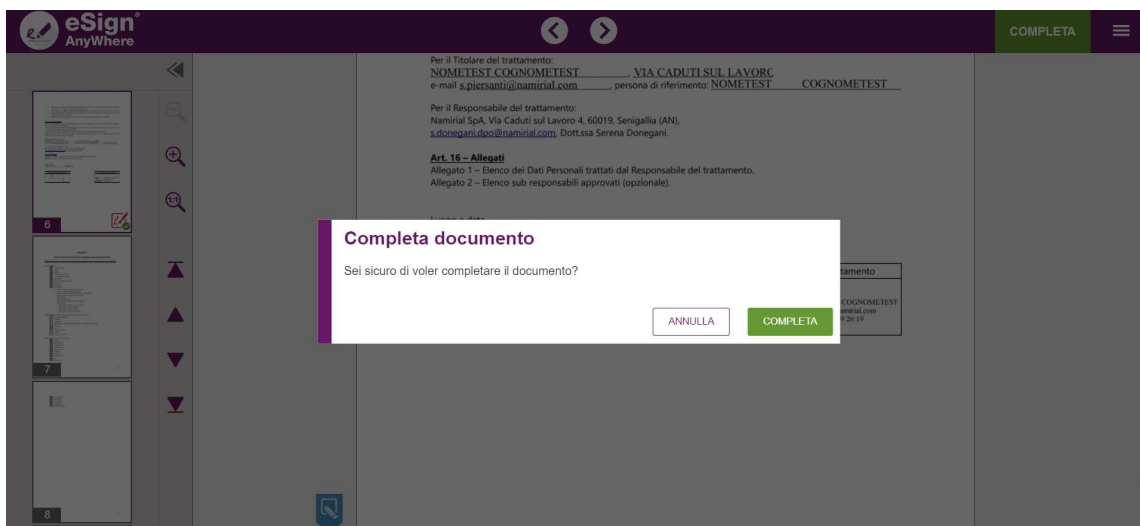 eSign®
AnyWhere
COMPLETA
Per il Titolare del trattamento:
NOMETEST COGNOMETEST , VIA CADUTI SUL LAVORO
e-mail s.piersanti@namirial.com , persona di riferimento: NOMETEST COGNOMETEST
Per il Responsabile del trattamento:
Namirial SpA, Via Caduti sul Lavoro 4, 60019, Senigallia (AN),
s.donegani.dpo@namirial.com, Dott.ssa Serena Donegani.
Art. 16 – Allegati
Allegato 1 – Elenco dei Dati Personali trattati dal Responsabile del trattamento.
Allegato 2 – Elenco sub responsabili approvati (opzionale).
Luogo e data
Completa documento
Sei sicuro di voler completare il documento?
ANNULLA
COMPLETA
tamento
COGNOMETEST
amirial.com
9:26:19
1:1
6
7
8